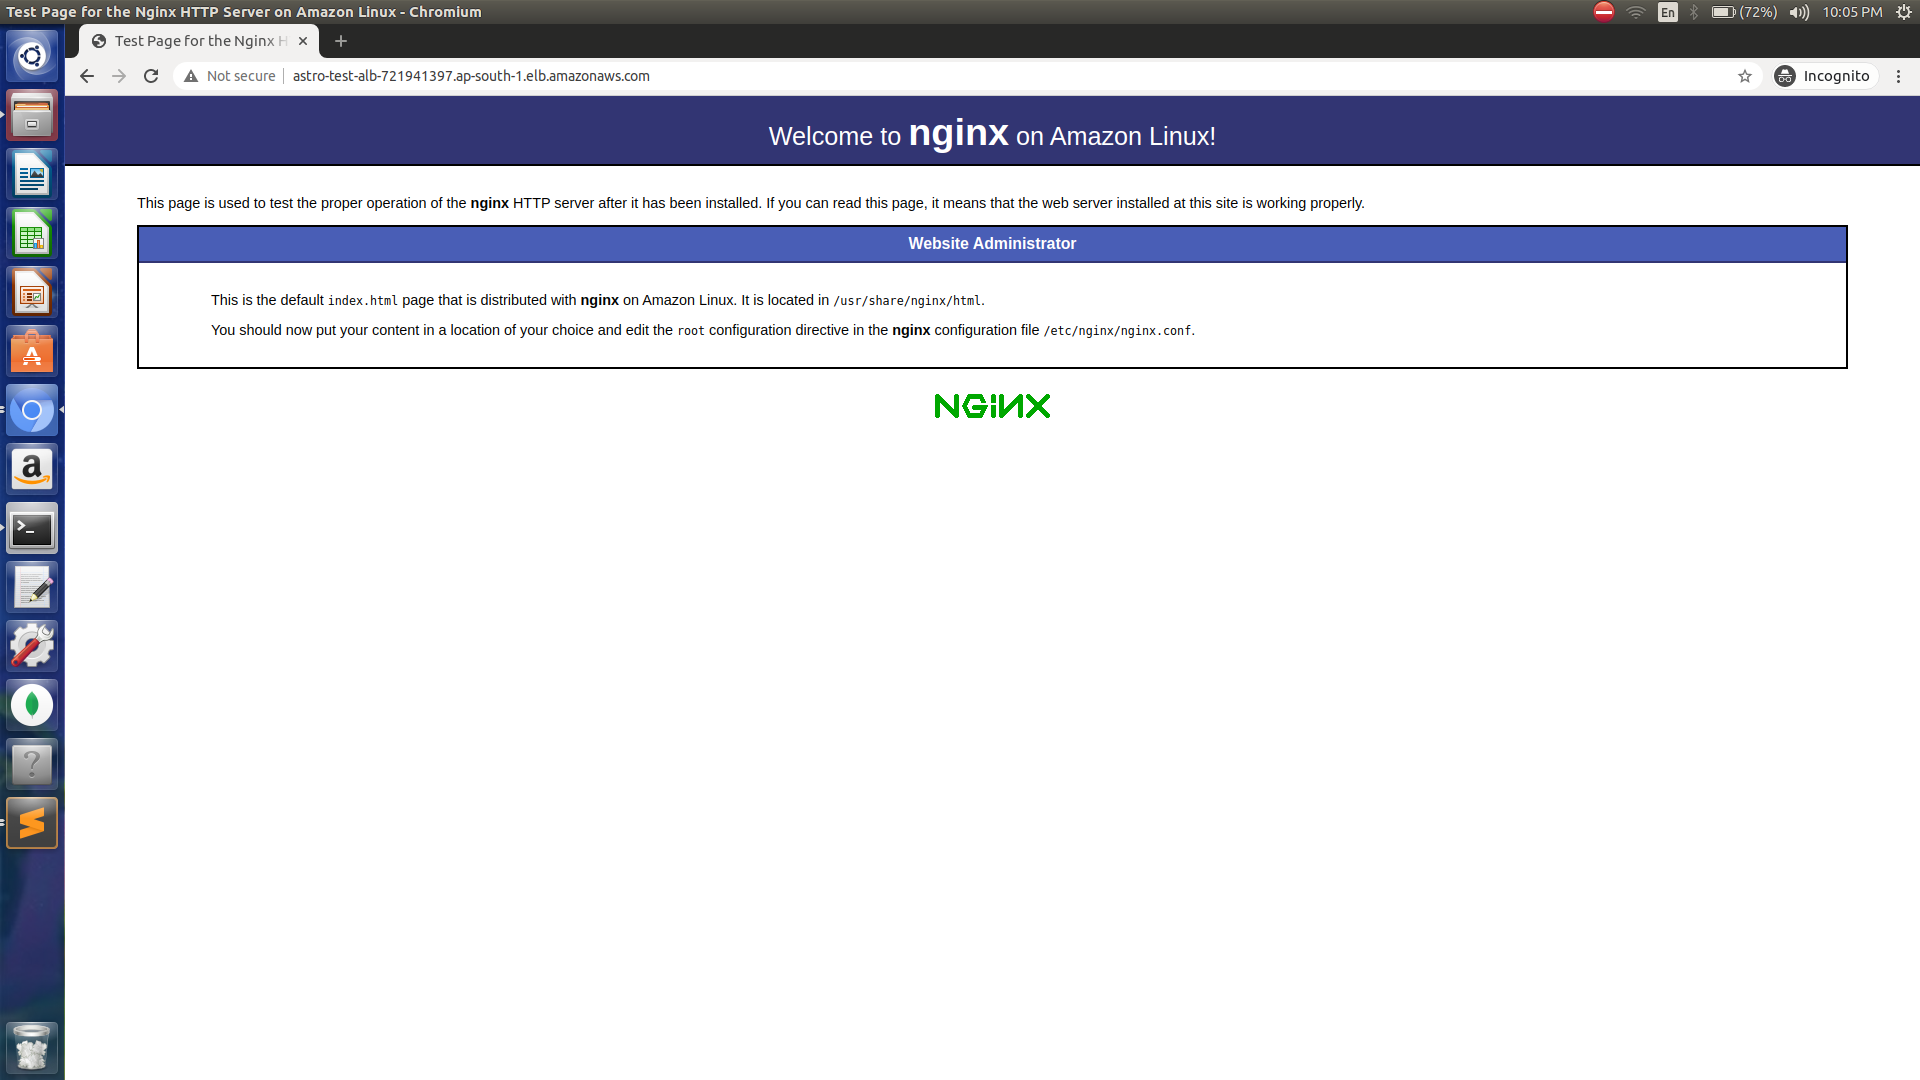 Test Page for the Nginx HTTP Server on Amazon Linux - Chromium
En (72%) 10:05 PM
Test Page for the Nginx H
Not secure astro-test-alb-721941397.ap-south-1.elb.amazonaws.com Incognito
Welcome to nginx on Amazon Linux!
This page is used to test the proper operation of the nginx HTTP server after it has been installed. If you can read this page, it means that the web server installed at this site is working properly.
Website Administrator
This is the default index.html page that is distributed with nginx on Amazon Linux. It is located in /usr/share/nginx/html.
You should now put your content in a location of your choice and edit the root configuration directive in the nginx configuration file /etc/nginx/nginx.conf.
NGINX